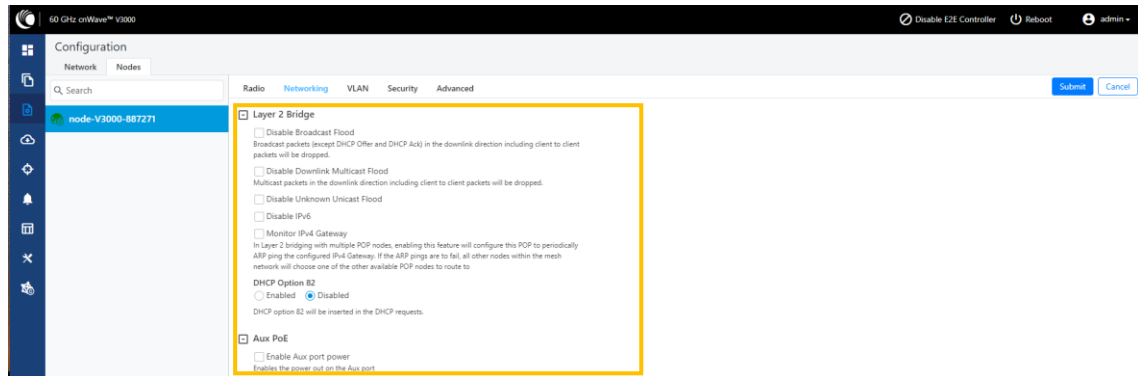 60 GHz cnWave™ V3000
Disable E2E Controller
Reboot
admin
Configuration
Network
Nodes
Search
Radio
Networking
VLAN
Security
Advanced
Submit
Cancel
node-V3000-887271
Layer 2 Bridge
Disable Broadcast Flood
Broadcast packets (except DHCP Offer and DHCP Ack) in the downlink direction including client to client
packets will be dropped.
Disable Downlink Multicast Flood
Multicast packets in the downlink direction including client to client packets will be dropped.
Disable Unknown Unicast Flood
Disable IPv6
Monitor IPv4 Gateway
In Layer 2 bridging with multiple POP nodes, enabling this feature will configure this POP to periodically
ARP ping the configured IPv4 Gateway. If the ARP pings are to fail, all other nodes within the mesh
network will choose one of the other available POP nodes to route to
DHCP Option 82
Enabled
Disabled
DHCP option 82 will be inserted in the DHCP requests.
Aux PoE
Enable Aux port power
Enables the power out on the Aux port